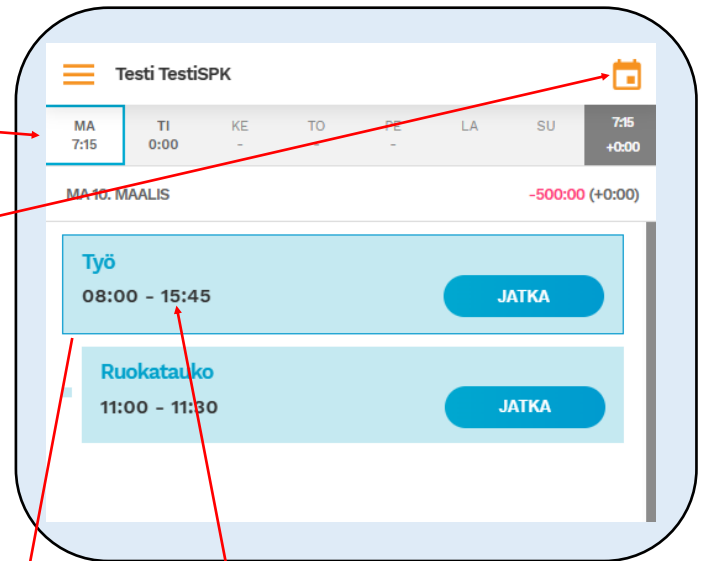 Testi TestiSPK
MA TI KE TO PE LA SU 7:15
7:15 0:00 - - - +0:00
MA 10. MAALIS -500:00 (+0:00)
Työ
08:00 - 15:45 JATKA
Ruokatauko
11:00 - 11:30 JATKA